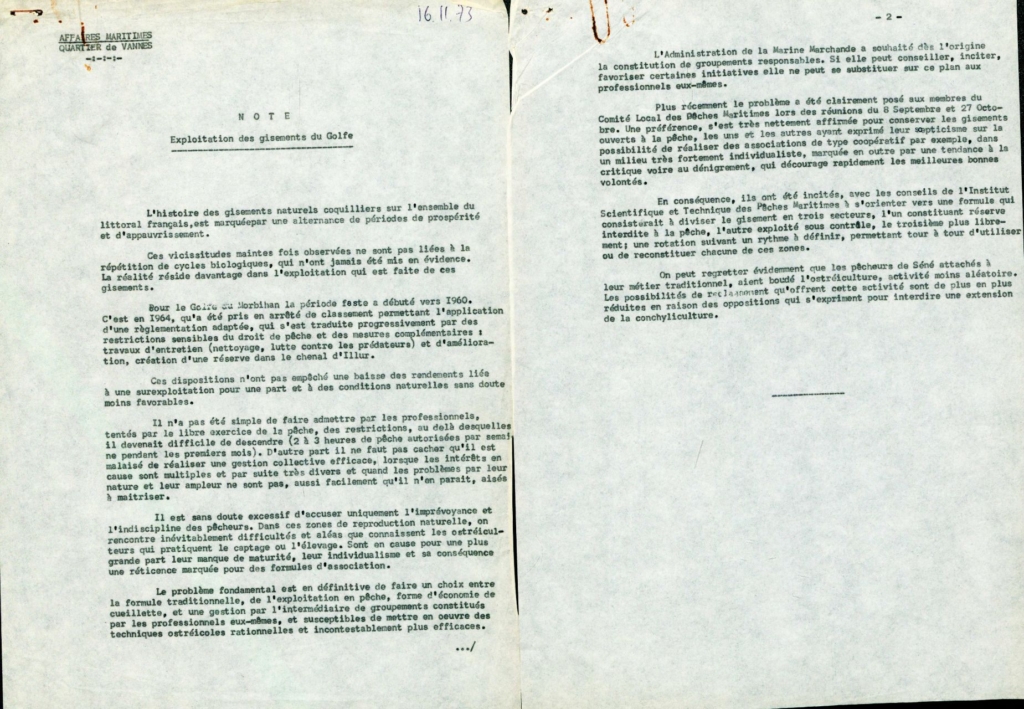 16.11.73
AFFAIRES MARITIMES
QUARTIER de VANNES
-:-:-:-
N O T E
Exploitation des gisements du Golfe
L'histoire des gisements naturels coquilliers sur l'ensemble du
littoral français,est marquéepar une alternance de périodes de prospérité
et d'appauvrissement.
Ces vicissitudes maintes fois observées ne sont pas liées à la
répétition de cycles biologiques, qui n'ont jamais été mis en évidence.
La réalité réside davantage dans l'exploitation qui est faite de ces
gisements.
Pour le Golfe du Morbihan la période faste a débuté vers I960.
C'est en I964, qu'a été pris en arrêté de classement permettant l'application
d'une règlementation adaptée, qui s'est traduite progressivement par des
restrictions sensibles du droit de pêche et des mesures complémentaires :
travaux d'entretien (nettoyage, lutte contre les prédateurs) et d'améliora-
tion, création d'une réserve dans le chenal d'Illur.
Ces dispositions n'ont pas empêché une baisse des rendements liée
à une surexploitation pour une part et à des conditions naturelles sans doute
moins favorables.
Il n'a pas été simple de faire admettre par les professionnels,
tentés par le libre exercice de la pêche, des restrictions, au delà desquelles
il devenait difficile de descendre (2 à 3 heures de pêche autorisées par semai
ne pendant les premiers mois). D'autre part il ne faut pas cacher qu'il est
malaisé de réaliser une gestion collective efficace, lorsque les intérêts en
cause sont multiples et par suite très divers et quand les problèmes par leur
nature et leur ampleur ne sont pas, aussi facilement qu'il n'en parait, aisés
à maitriser.
Il est sans doute excessif d'accuser uniquement l'imprévoyance et
l'indiscipline des pêcheurs. Dans ces zones de reproduction naturelle, on
rencontre inévitablement difficultés et aléas que connaissent les ostréicul-
teurs qui pratiquent le captage ou l'élevage. Sont en cause pour une plus
grande part leur manque de maturité, leur individualisme et sa conséquence
une réticence marquée pour des formules d'association.
Le problème fondamental est en définitive de faire un choix entre
la formule traditionnelle, de l'exploitation en pêche, forme d'économie de
cueillette, et une gestion par l'intermédiaire de groupements constitués
par les professionnels eux-mêmes, et susceptibles de mettre en oeuvre des
techniques ostréicoles rationnelles et incontestablement plus efficaces.
.../
- 2 -
L'Administration de la Marine Marchande a souhaité dès l'origine
la constitution de groupements responsables. Si elle peut conseiller, inciter,
favoriser certaines initiatives elle ne peut se substituer sur ce plan aux
professionnels eux-mêmes.
Plus récemment le problème a été clairement posé aux membres du
Comité Local des Pêches Maritimes lors des réunions du 8 Septembre et 27 Octo-
bre. Une préférence, s'est très nettement affirmée pour conserver les gisements
ouverts à la pêche, les uns et les autres ayant exprimé leur scpticisme sur la
possibilité de réaliser des associations de type coopératif par exemple, dans
un milieu très fortement individualiste, marquée en outre par une tendance à la
critique voire au dénigrement, qui décourage rapidement les meilleures bonnes
volontés.
En conséquence, ils ont été incités, avec les conseils de l'Institut
Scientifique et Technique des Pêches Maritimes à s'orienter vers une formule qui
consisterait à diviser le gisement en trois secteurs, l'un constituant réserve
interdite à la pêche, l'autre exploité sous contrôle, le troisième plus libre-
ment; une rotation suivant un rythme à définir, permettant tour à tour d'utiliser
ou de reconstituer chacune de ces zones.
On peut regretter évidemment que les pêcheurs de Séné attachés à
leur métier traditionnel, aient boudé l'ostréiculture, activité moins aléatoire.
Les possibilités de reclassement qu'offrent cette activité sont de plus en plus
réduites en raison des oppositions qui s'expriment pour interdire une extension
de la conchyliculture.